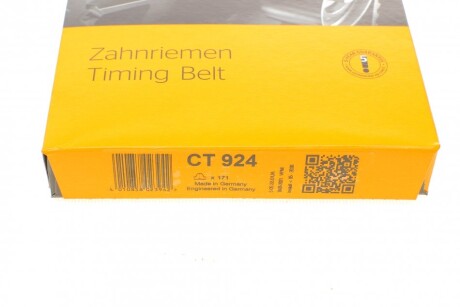 Zahnriemen
Timing Belt
CT 924
x 171
Made in Germany
Engineered in Germany